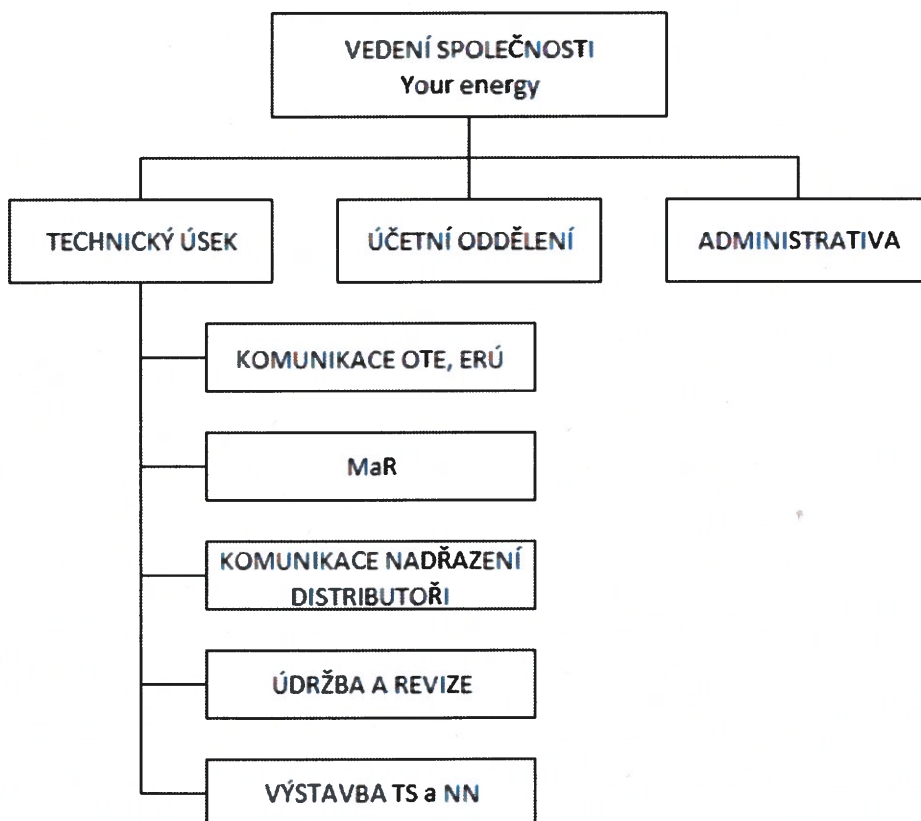 VEDENÍ SPOLEČNOSTI
Your energy
TECHNICKÝ ÚSEK
ÚČETNÍ ODDĚLENÍ
ADMINISTRATIVA
KOMUNIKACE OTE, ERÚ
MaR
KOMUNIKACE NADŘAZENÍ
DISTRIBUTOŘI
ÚDRŽBA A REVIZE
VÝSTAVBA TS a NN